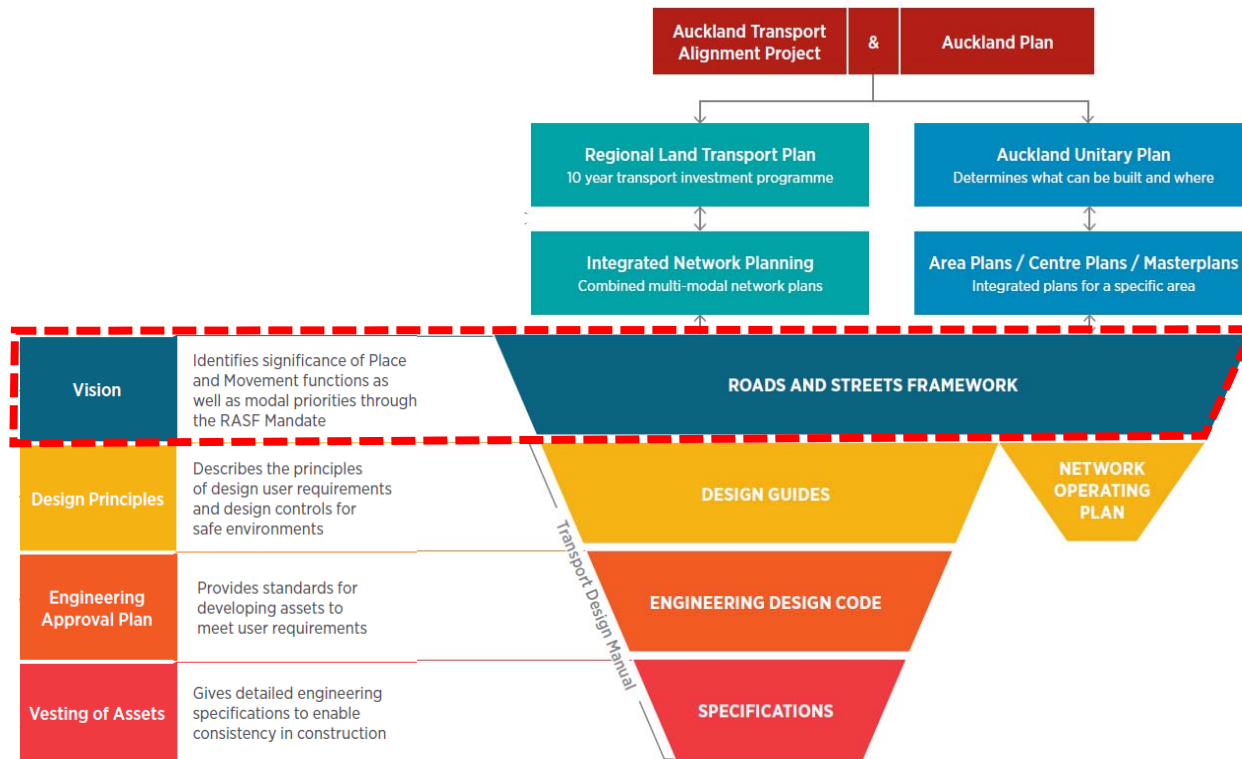 Auckland Transport
Alignment Project
&
Auckland Plan
Regional Land Transport Plan
10 year transport investment programme
Auckland Unitary Plan
Determines what can be built and where
Integrated Network Planning
Combined multi-modal network plans
Area Plans / Centre Plans / Masterplans
Integrated plans for a specific area
Vision
Identifies significance of Place
and Movement functions as
well as modal priorities through
the RASF Mandate
ROADS AND STREETS FRAMEWORK
Design Principles
Describes the principles
of design user requirements
and design controls for
safe environments
DESIGN GUIDES
NETWORK
OPERATING
PLAN
Transport Design Manual
Engineering
Approval Plan
Provides standards for
developing assets to
meet user requirements
ENGINEERING DESIGN CODE
Vesting of Assets
Gives detailed engineering
specifications to enable
consistency in construction
SPECIFICATIONS